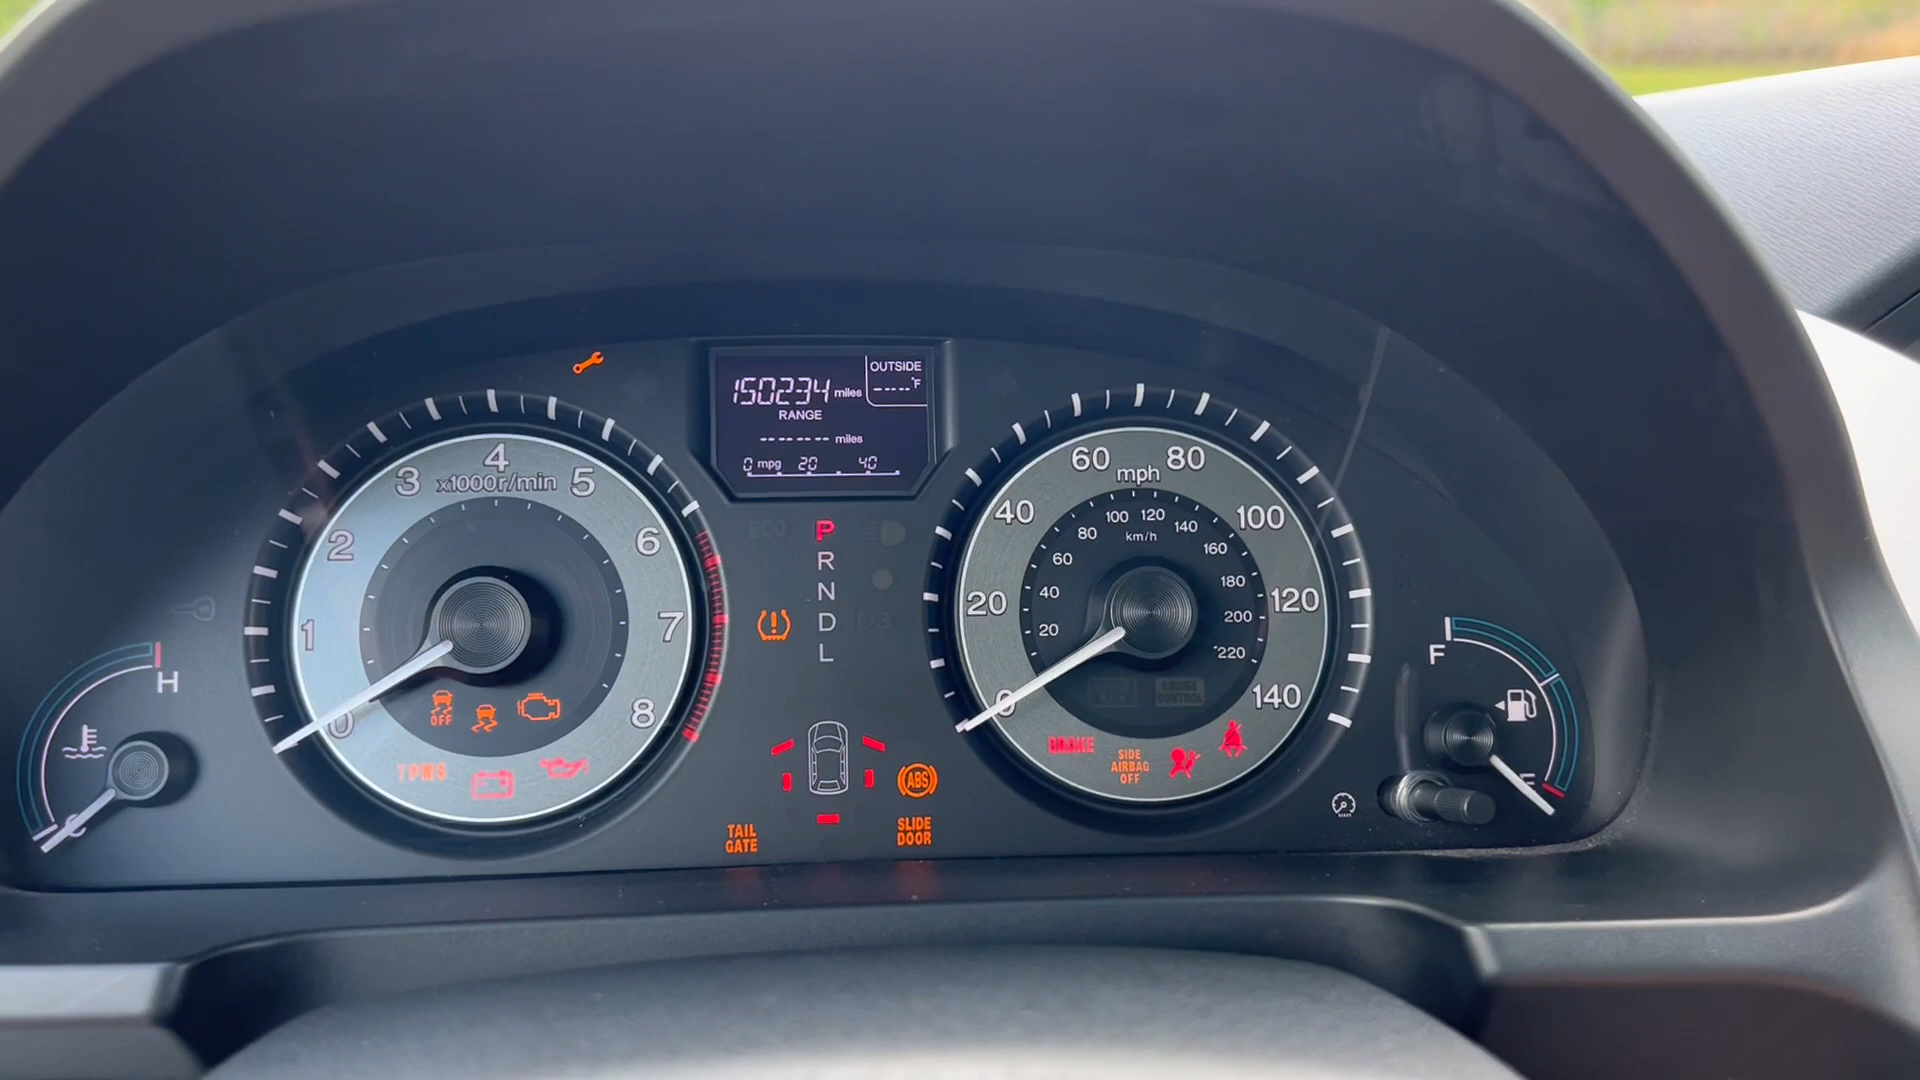 150234 miles
OUTSIDE
----°F
RANGE
------ miles
0 mpg 20 40
0 1 2 3 4 5 6 7 8
x1000r/min
OFF
TPMS
H
C
ECO
P
R
N
D
D3
L
ABS
TAIL
GATE
SLIDE
DOOR
0 20 40 60 80 100 120 140
mph
20 40 60 80 100 120 140 160 180 200 220
km/h
CRUISE
CONTROL
BRAKE
SIDE
AIRBAG
OFF
F
E